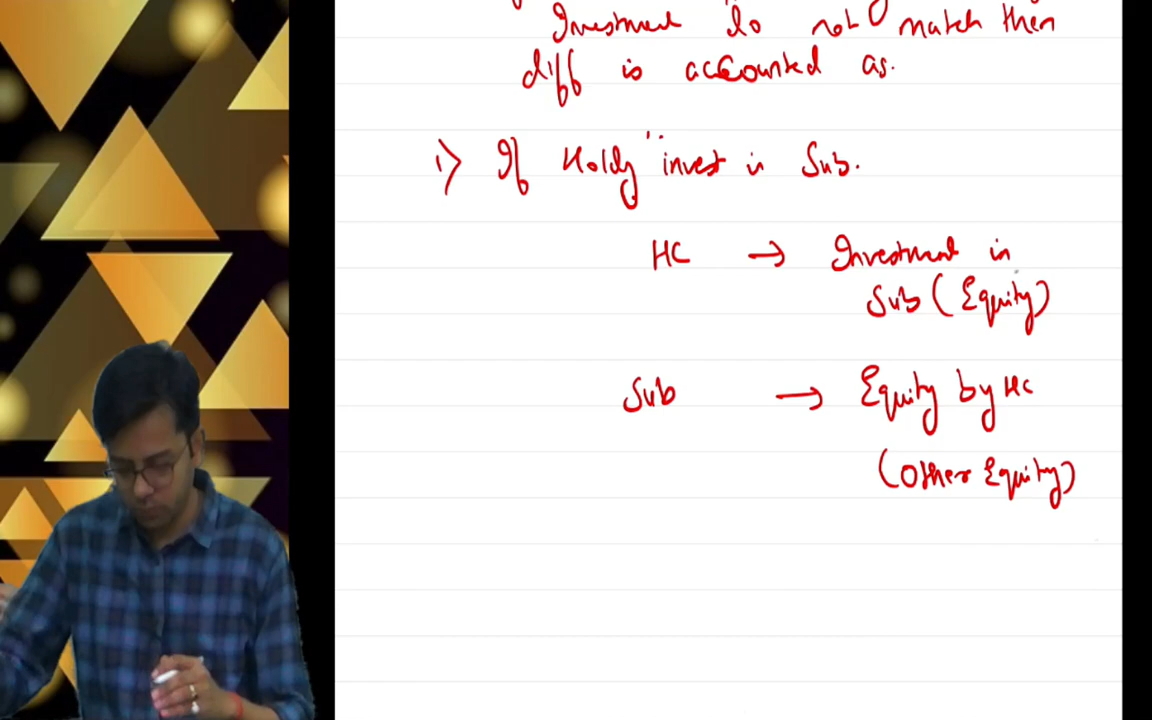 Investment do not match then
diff is accounted as.
1) If Holdg invest in Sub.
HC → Investment in
Sub (Equity)
Sub → Equity by HC
(Other Equity)